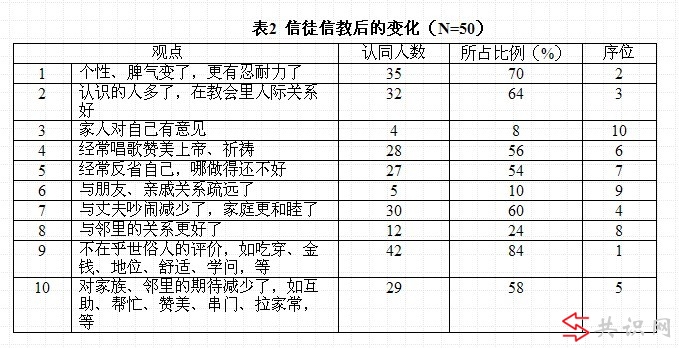 表2 信徒信教后的变化（N=50）
观点 认同人数 所占比例（%） 序位
1 个性、脾气变了，更有忍耐力了 35 70 2
2 认识的人多了，在教会里人际关系 32 64 3
好
3 家人对自己有意见 4 8 10
4 经常唱歌赞美上帝、祈祷 28 56 6
5 经常反省自己，哪做得还不好 27 54 7
6 与朋友、亲戚关系疏远了 5 10 9
7 与丈夫吵闹减少了，家庭更和睦了 30 60 4
8 与邻里的关系更好了 12 24 8
9 不在乎世俗人的评价，如吃穿、金 42 84 1
钱、地位、舒适、学问，等
10 对家族、邻里的期待减少了，如互 29 58 5
助、帮忙、赞美、串门、拉家常，
等
共识网